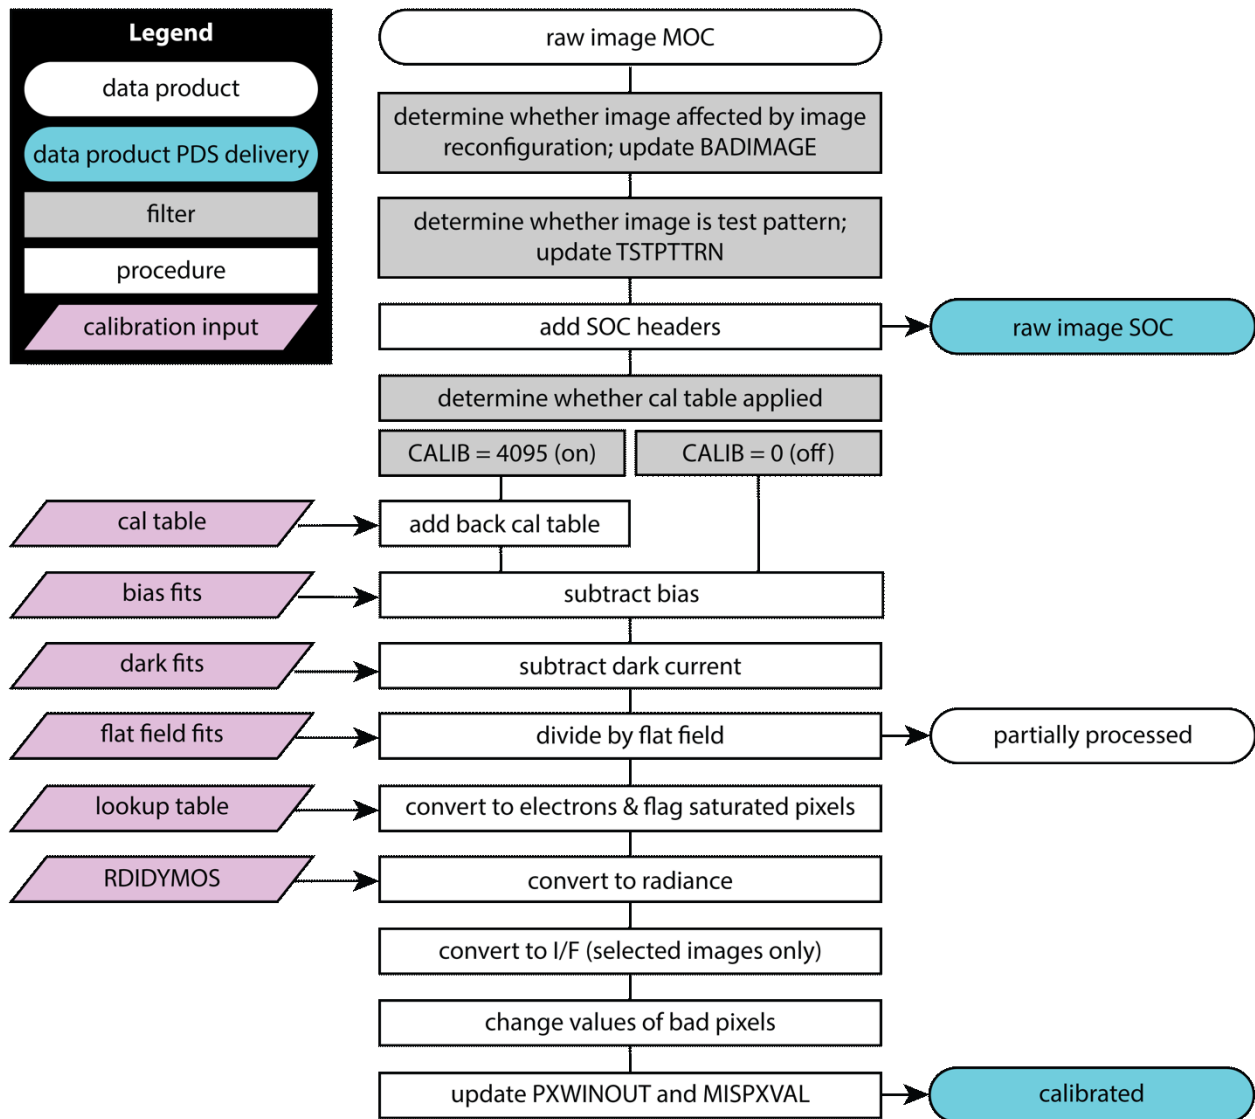 Legend
data product
data product PDS delivery
filter
procedure
calibration input
raw image MOC
determine whether image affected by image
reconfiguration; update BADIMAGE
determine whether image is test pattern;
update TSTPTTRN
add SOC headers
raw image SOC
determine whether cal table applied
CALIB = 4095 (on)
CALIB = 0 (off)
cal table
add back cal table
bias fits
subtract bias
dark fits
subtract dark current
flat field fits
divide by flat field
partially processed
lookup table
convert to electrons & flag saturated pixels
RDIDYMOS
convert to radiance
convert to I/F (selected images only)
change values of bad pixels
update PXWINOUT and MISPXVAL
calibrated